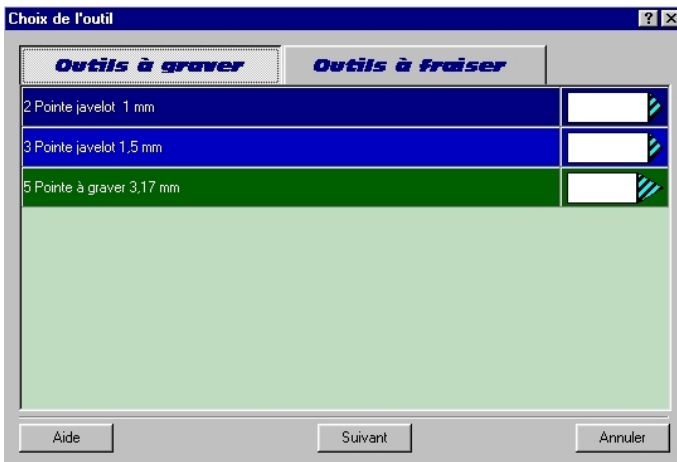 Choix de l'outil
Outils à graver
Outils à fraiser
2 Pointe javelot 1 mm
3 Pointe javelot 1,5 mm
5 Pointe à graver 3,17 mm
Aide
Suivant
Annuler